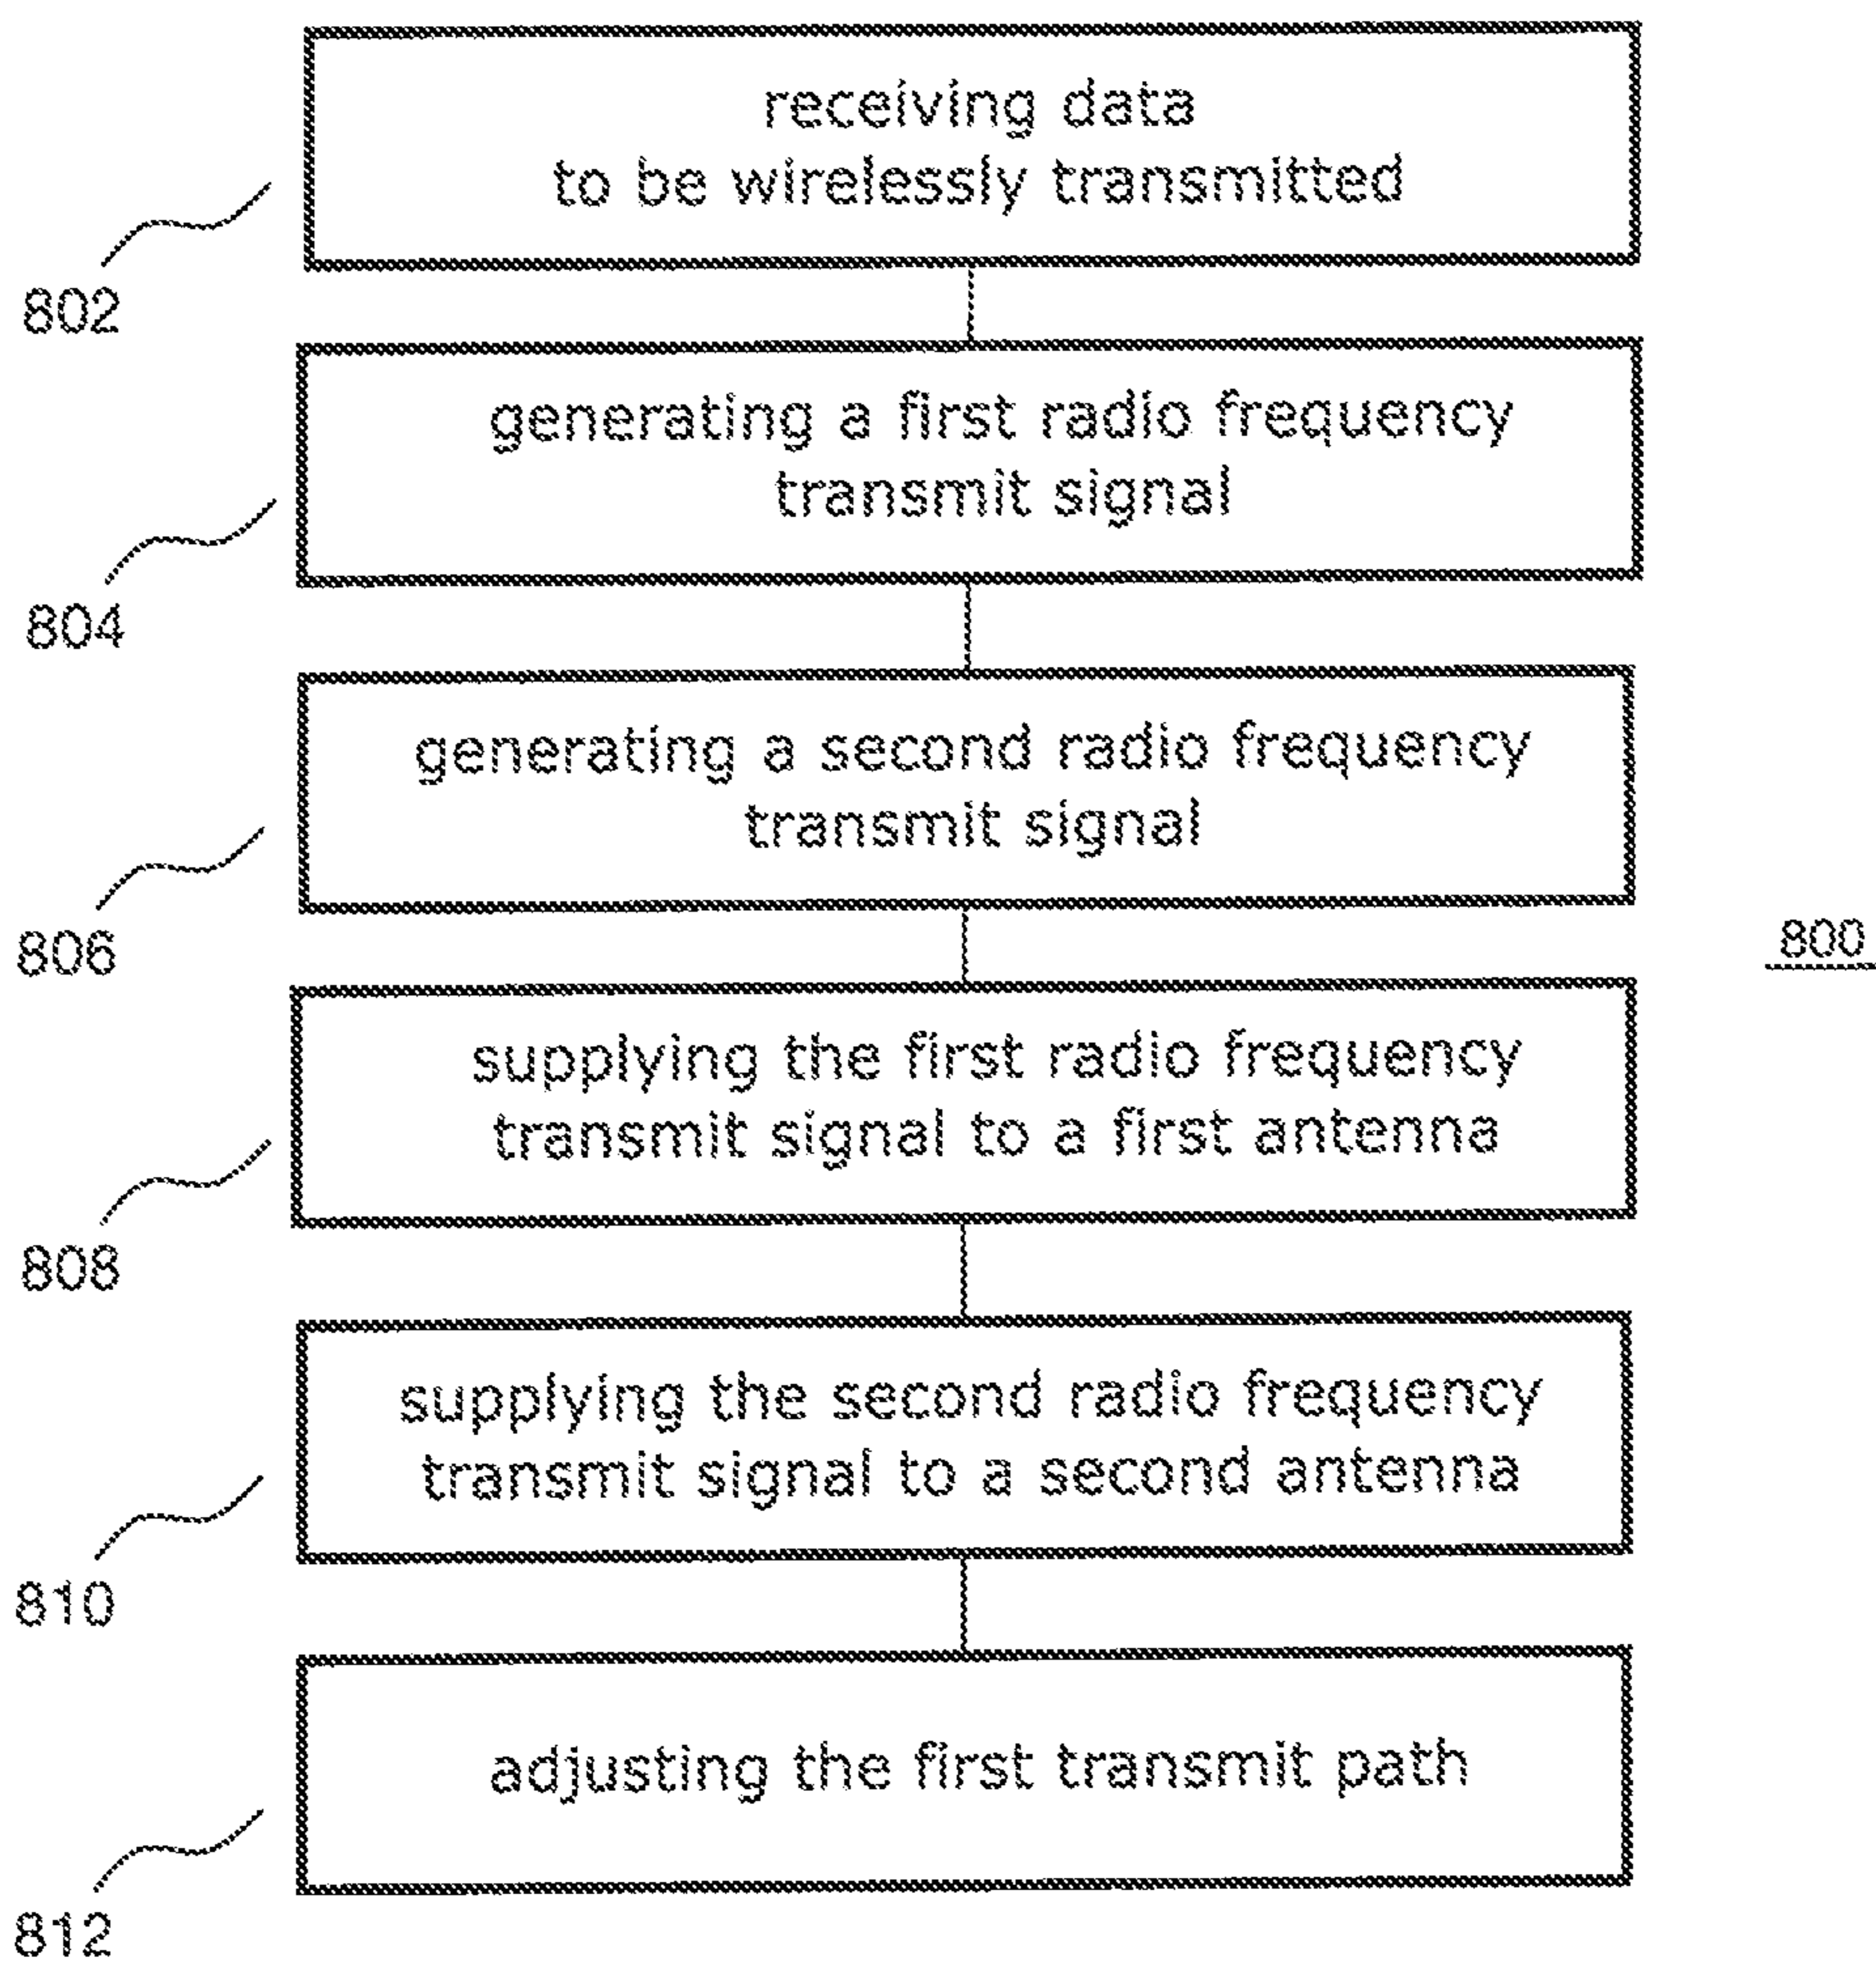 receiving data
to be wirelessly transmitted
802
generating a first radio frequency
transmit signal
804
generating a second radio frequency
transmit signal
806
800
supplying the first radio frequency
transmit signal to a first antenna
808
supplying the second radio frequency
transmit signal to a second antenna
810
adjusting the first transmit path
812